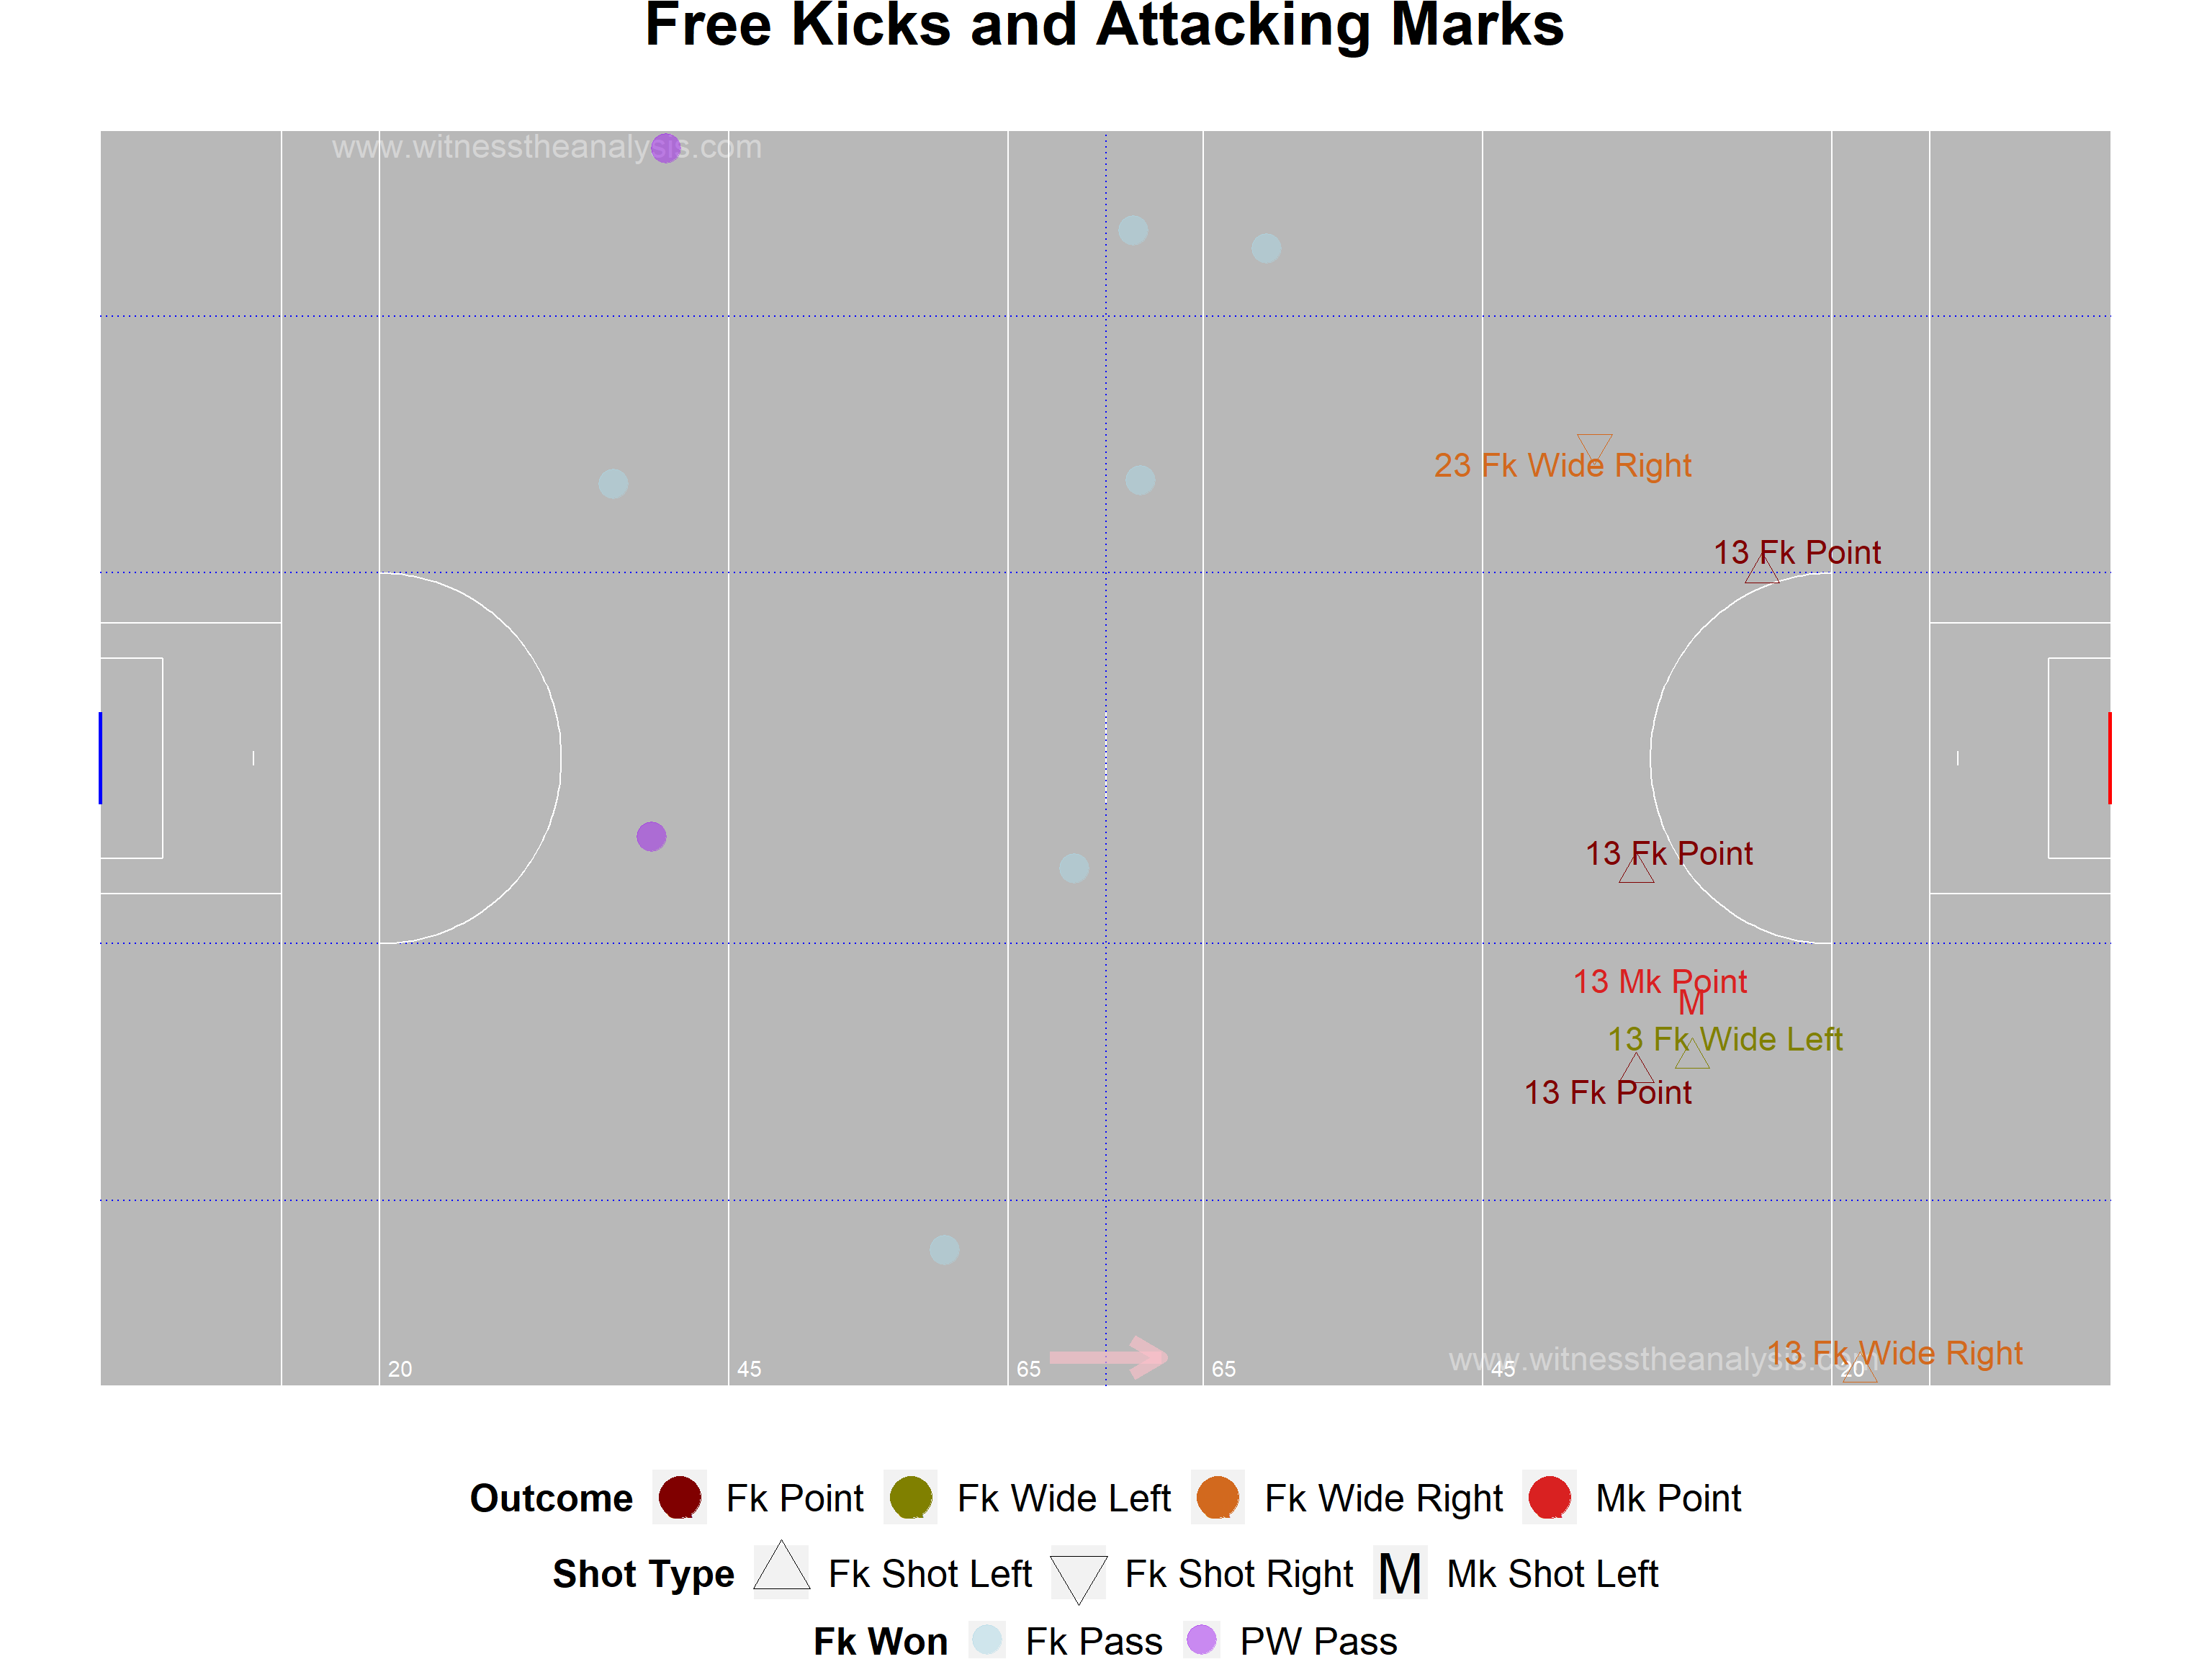 Free Kicks and Attacking Marks
www.witnesstheanalysis.com
23 Fk Wide Right
13 Fk Point
13 Fk Point
13 Mk Point
M
13 Fk Wide Left
13 Fk Point
13 Fk Wide Right
www.witnesstheanalysis.com
20 45 65 65 45 20
Outcome Fk Point Fk Wide Left Fk Wide Right Mk Point
Shot Type Fk Shot Left Fk Shot Right M Mk Shot Left
Fk Won Fk Pass PW Pass